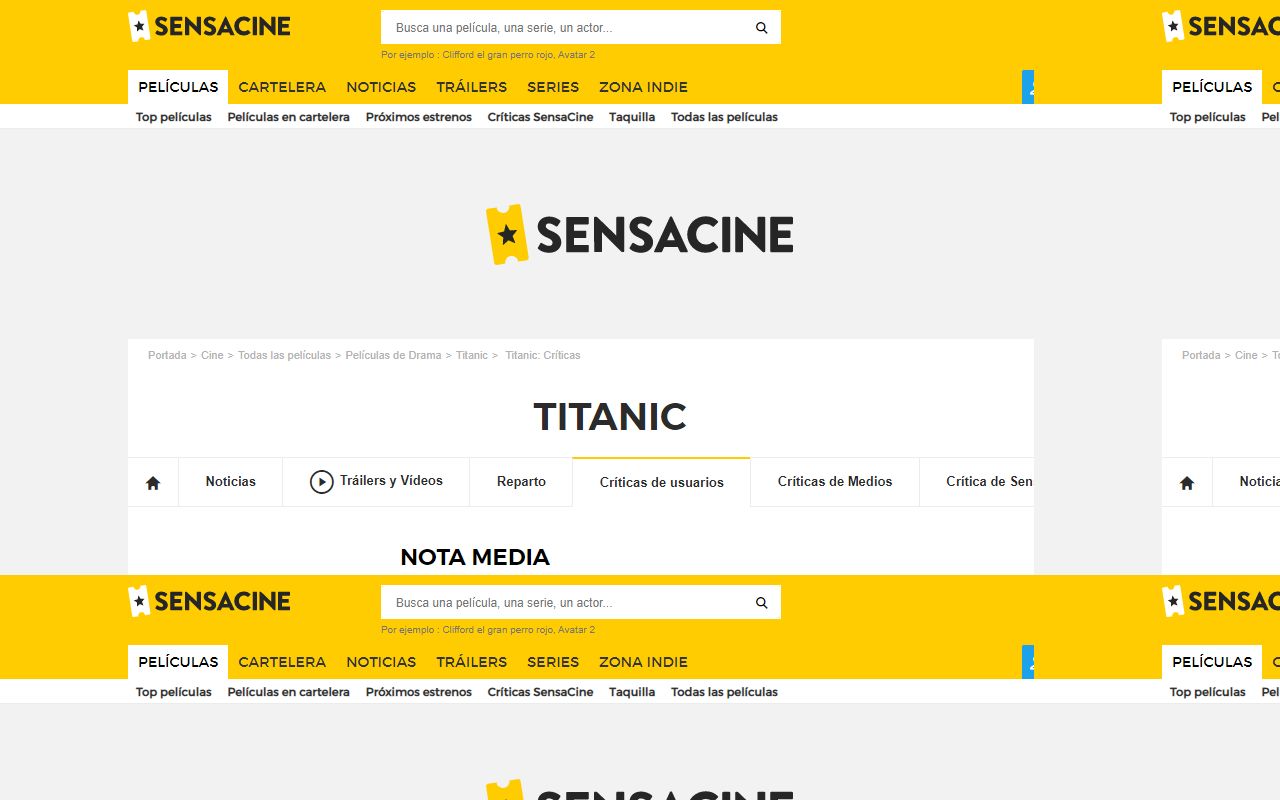 SENSACINE
Busca una película, una serie, un actor...
Por ejemplo : Clifford el gran perro rojo, Avatar 2
PELÍCULAS CARTELERA NOTICIAS TRÁILERS SERIES ZONA INDIE
Top películas Películas en cartelera Próximos estrenos Críticas SensaCine Taquilla Todas las películas
SENSACINE
Portada > Cine > Todas las películas > Películas de Drama > Titanic > Titanic: Críticas
TITANIC
Noticias Tráilers y Vídeos Reparto Críticas de usuarios Críticas de Medios Crítica de Sen
NOTA MEDIA
SENSAC
PELÍCULAS C
Top películas Pel
Portada > Cine > To
Noticia
SENSACINE
Busca una película, una serie, un actor...
Por ejemplo : Clifford el gran perro rojo, Avatar 2
PELÍCULAS CARTELERA NOTICIAS TRÁILERS SERIES ZONA INDIE
Top películas Películas en cartelera Próximos estrenos Críticas SensaCine Taquilla Todas las películas
SENSACINE
SENSAC
PELÍCULAS C
Top películas Pel